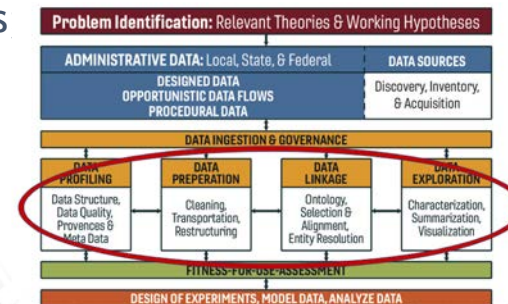 s
Problem Identification: Relevant Theories & Working Hypotheses
ADMINISTRATIVE DATA: Local, State, & Federal
DESIGNED DATA
OPPORTUNISTIC DATA FLOWS
PROCEDURAL DATA
DATA SOURCES
Discovery, Inventory,
& Acquisition
DATA INGESTION & GOVERNANCE
DATA
PROFILING
Data Structure,
Data Quality,
Provences &
Meta Data
DATA
PREPARATION
Cleaning,
Transportation,
Restructuring
DATA
LINKAGE
Ontology,
Selection &
Alignment,
Entity Resolution
DATA
EXPLORATION
Characterization,
Summarization,
Visualization
FITNESS-FOR-USE-ASSESSMENT
DESIGN OF EXPERIMENTS, MODEL DATA, ANALYZE DATA